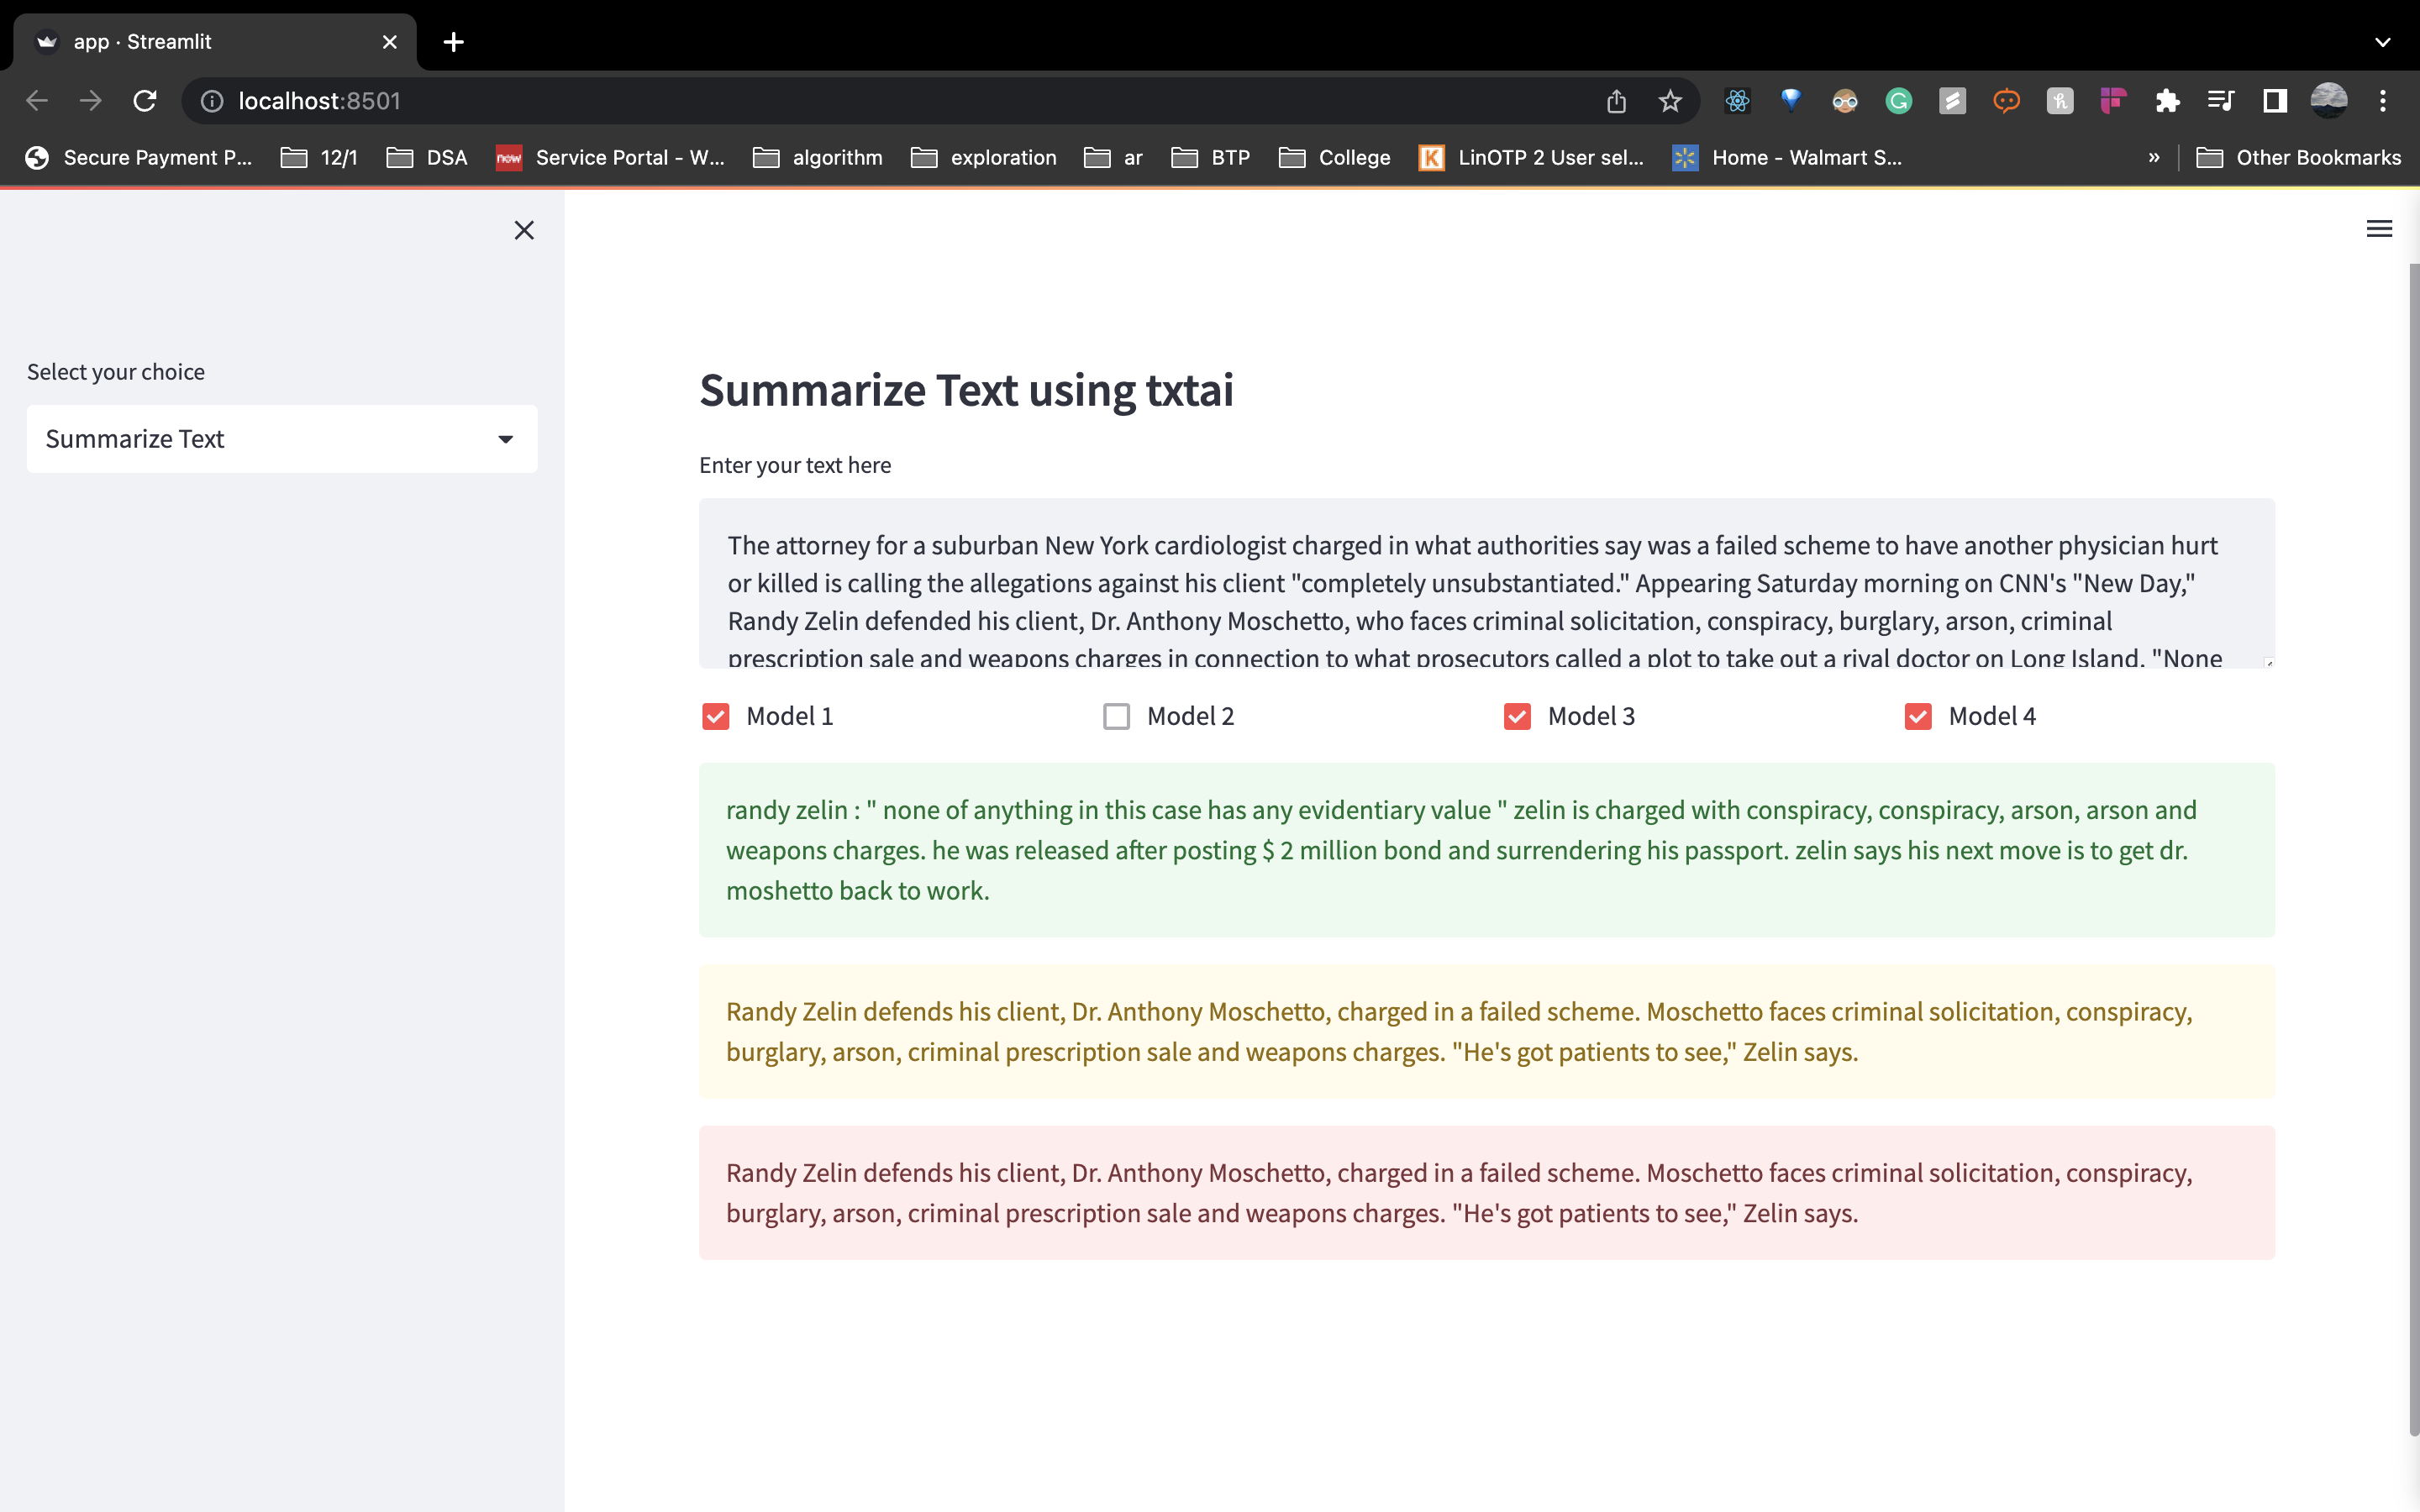 app · Streamlit
localhost:8501
Secure Payment P...
12/1
DSA
now
Service Portal - W...
algorithm
exploration
ar
BTP
College
K
LinOTP 2 User sel...
Home - Walmart S...
»
Other Bookmarks
Select your choice
Summarize Text
Summarize Text using txtai
Enter your text here
The attorney for a suburban New York cardiologist charged in what authorities say was a failed scheme to have another physician hurt
or killed is calling the allegations against his client "completely unsubstantiated." Appearing Saturday morning on CNN's "New Day,"
Randy Zelin defended his client, Dr. Anthony Moschetto, who faces criminal solicitation, conspiracy, burglary, arson, criminal
prescription sale and weapons charges in connection to what prosecutors called a plot to take out a rival doctor on Long Island. "None
Model 1
Model 2
Model 3
Model 4
randy zelin : " none of anything in this case has any evidentiary value " zelin is charged with conspiracy, conspiracy, arson, arson and
weapons charges. he was released after posting $ 2 million bond and surrendering his passport. zelin says his next move is to get dr.
moshetto back to work.
Randy Zelin defends his client, Dr. Anthony Moschetto, charged in a failed scheme. Moschetto faces criminal solicitation, conspiracy,
burglary, arson, criminal prescription sale and weapons charges. "He's got patients to see," Zelin says.
Randy Zelin defends his client, Dr. Anthony Moschetto, charged in a failed scheme. Moschetto faces criminal solicitation, conspiracy,
burglary, arson, criminal prescription sale and weapons charges. "He's got patients to see," Zelin says.